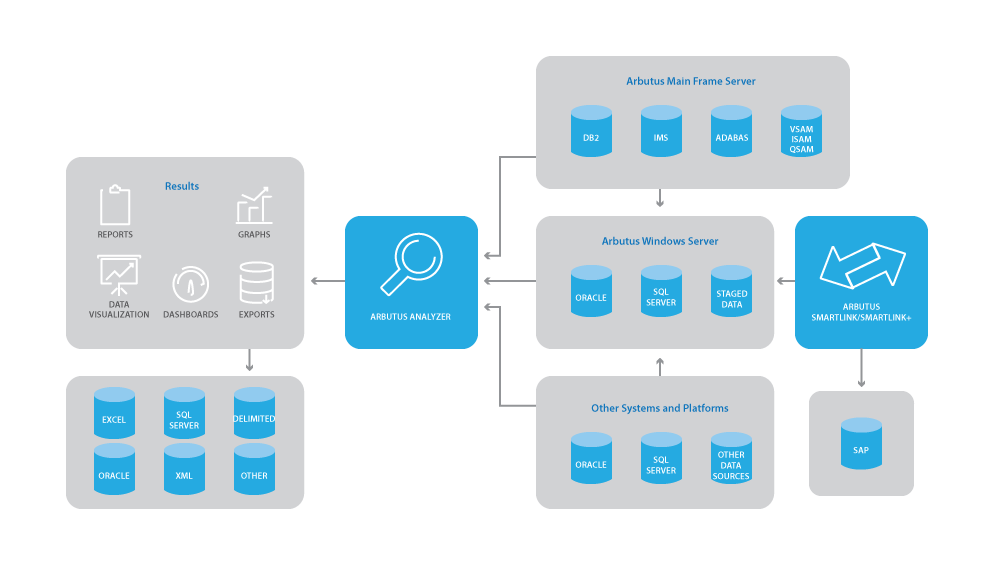 Arbutus Main Frame Server
DB2
IMS
ADABAS
VSAM
ISAM
QSAM
Results
REPORTS
GRAPHS
DATA
VISUALIZATION
DASHBOARDS
EXPORTS
ARBUTUS ANALYZER
Arbutus Windows Server
ORACLE
SQL
SERVER
STAGED
DATA
ARBUTUS
SMARTLINK/SMARTLINK+
EXCEL
SQL
SERVER
DELIMITED
ORACLE
XML
OTHER
Other Systems and Platforms
ORACLE
SQL
SERVER
OTHER
DATA
SOURCES
SAP